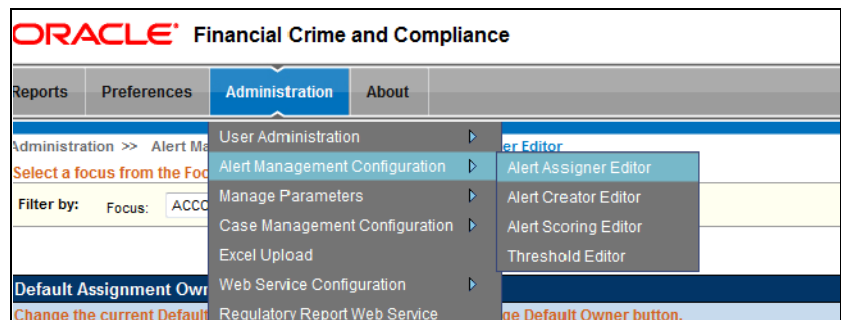 ORACLE® Financial Crime and Compliance
Reports Preferences Administration About
Administration >> Alert Ma er Editor
Select a focus from the Foc
Filter by: Focus: ACCO
User Administration
Alert Management Configuration
Manage Parameters
Case Management Configuration
Excel Upload
Web Service Configuration
Regulatory Report Web Service
Alert Assigner Editor
Alert Creator Editor
Alert Scoring Editor
Threshold Editor
Default Assignment Own
Change the current Default ge Default Owner button.